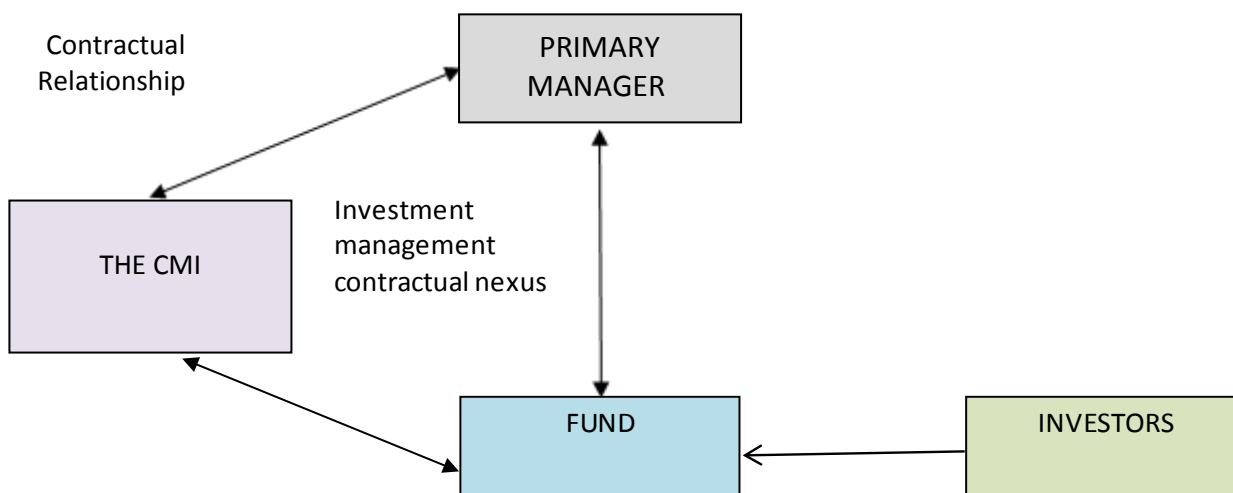 Contractual
Relationship
PRIMARY
MANAGER
THE CMI
Investment
management
contractual nexus
FUND
INVESTORS